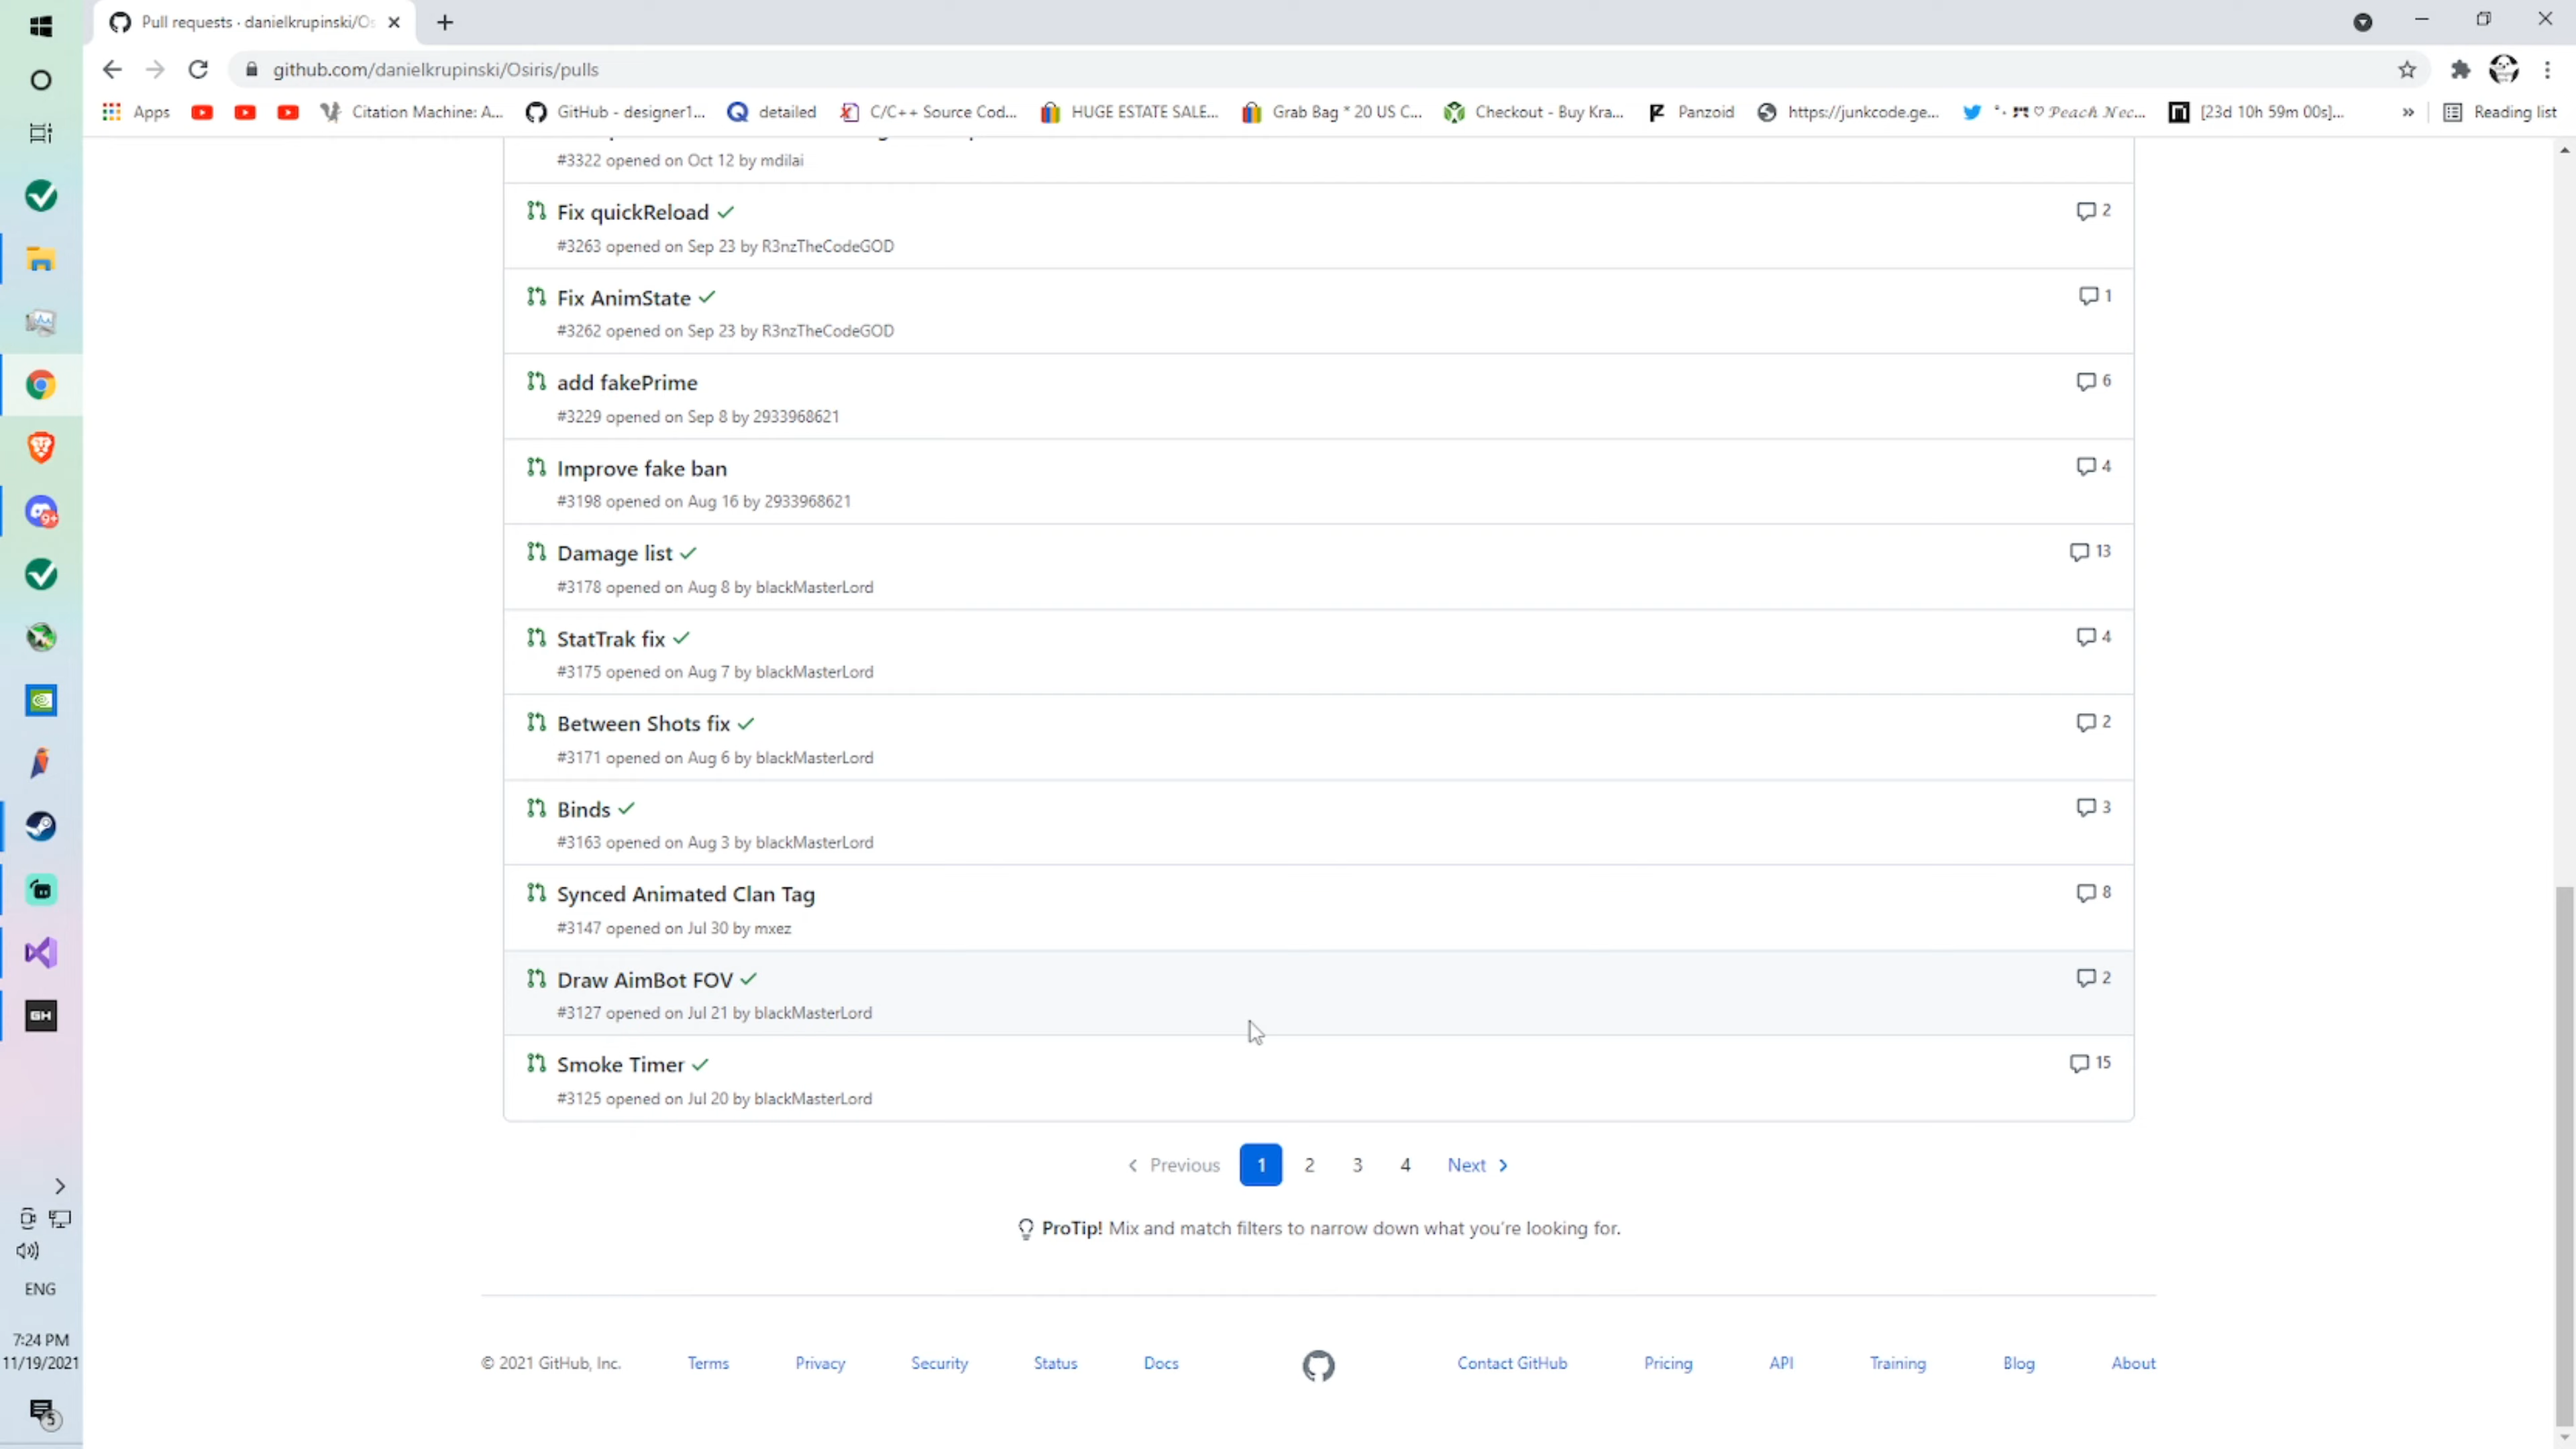 Pull requests · danielkrupinski/Os
github.com/danielkrupinski/Osiris/pulls
Apps
Citation Machine: A...
GitHub - designer1...
detailed
C/C++ Source Cod...
HUGE ESTATE SALE...
Grab Bag * 20 US C...
Checkout - Buy Kra...
Panzoid
https://junkcode.ge...
Peach Nec...
[23d 10h 59m 00s]...
»
Reading list
#3322 opened on Oct 12 by mdilai
Fix quickReload
2
#3263 opened on Sep 23 by R3nzTheCodeGOD
Fix AnimState
1
#3262 opened on Sep 23 by R3nzTheCodeGOD
add fakePrime
6
#3229 opened on Sep 8 by 2933968621
Improve fake ban
4
#3198 opened on Aug 16 by 2933968621
Damage list
13
#3178 opened on Aug 8 by blackMasterLord
StatTrak fix
4
#3175 opened on Aug 7 by blackMasterLord
Between Shots fix
2
#3171 opened on Aug 6 by blackMasterLord
Binds
3
#3163 opened on Aug 3 by blackMasterLord
Synced Animated Clan Tag
8
#3147 opened on Jul 30 by mxez
Draw AimBot FOV
2
#3127 opened on Jul 21 by blackMasterLord
Smoke Timer
15
#3125 opened on Jul 20 by blackMasterLord
Previous 1 2 3 4 Next
ProTip! Mix and match filters to narrow down what you're looking for.
© 2021 GitHub, Inc. Terms Privacy Security Status Docs Contact GitHub Pricing API Training Blog About
9+
GH
ENG
7:24 PM
11/19/2021
5